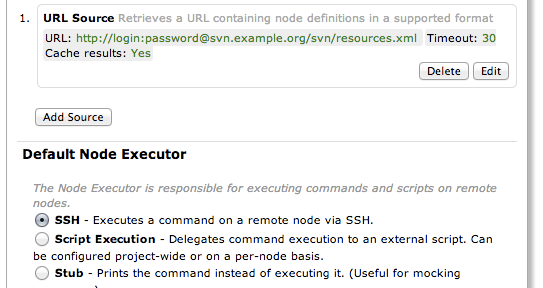 1. URL Source Retrieves a URL containing node definitions in a supported format
URL: http://login:password@svn.example.org/svn/resources.xml Timeout: 30
Cache results: Yes
Delete Edit
Add Source
Default Node Executor
The Node Executor is responsible for executing commands and scripts on remote
nodes.
SSH - Executes a command on a remote node via SSH.
Script Execution - Delegates command execution to an external script. Can
be configured project-wide or on a per-node basis.
Stub - Prints the command instead of executing it. (Useful for mocking